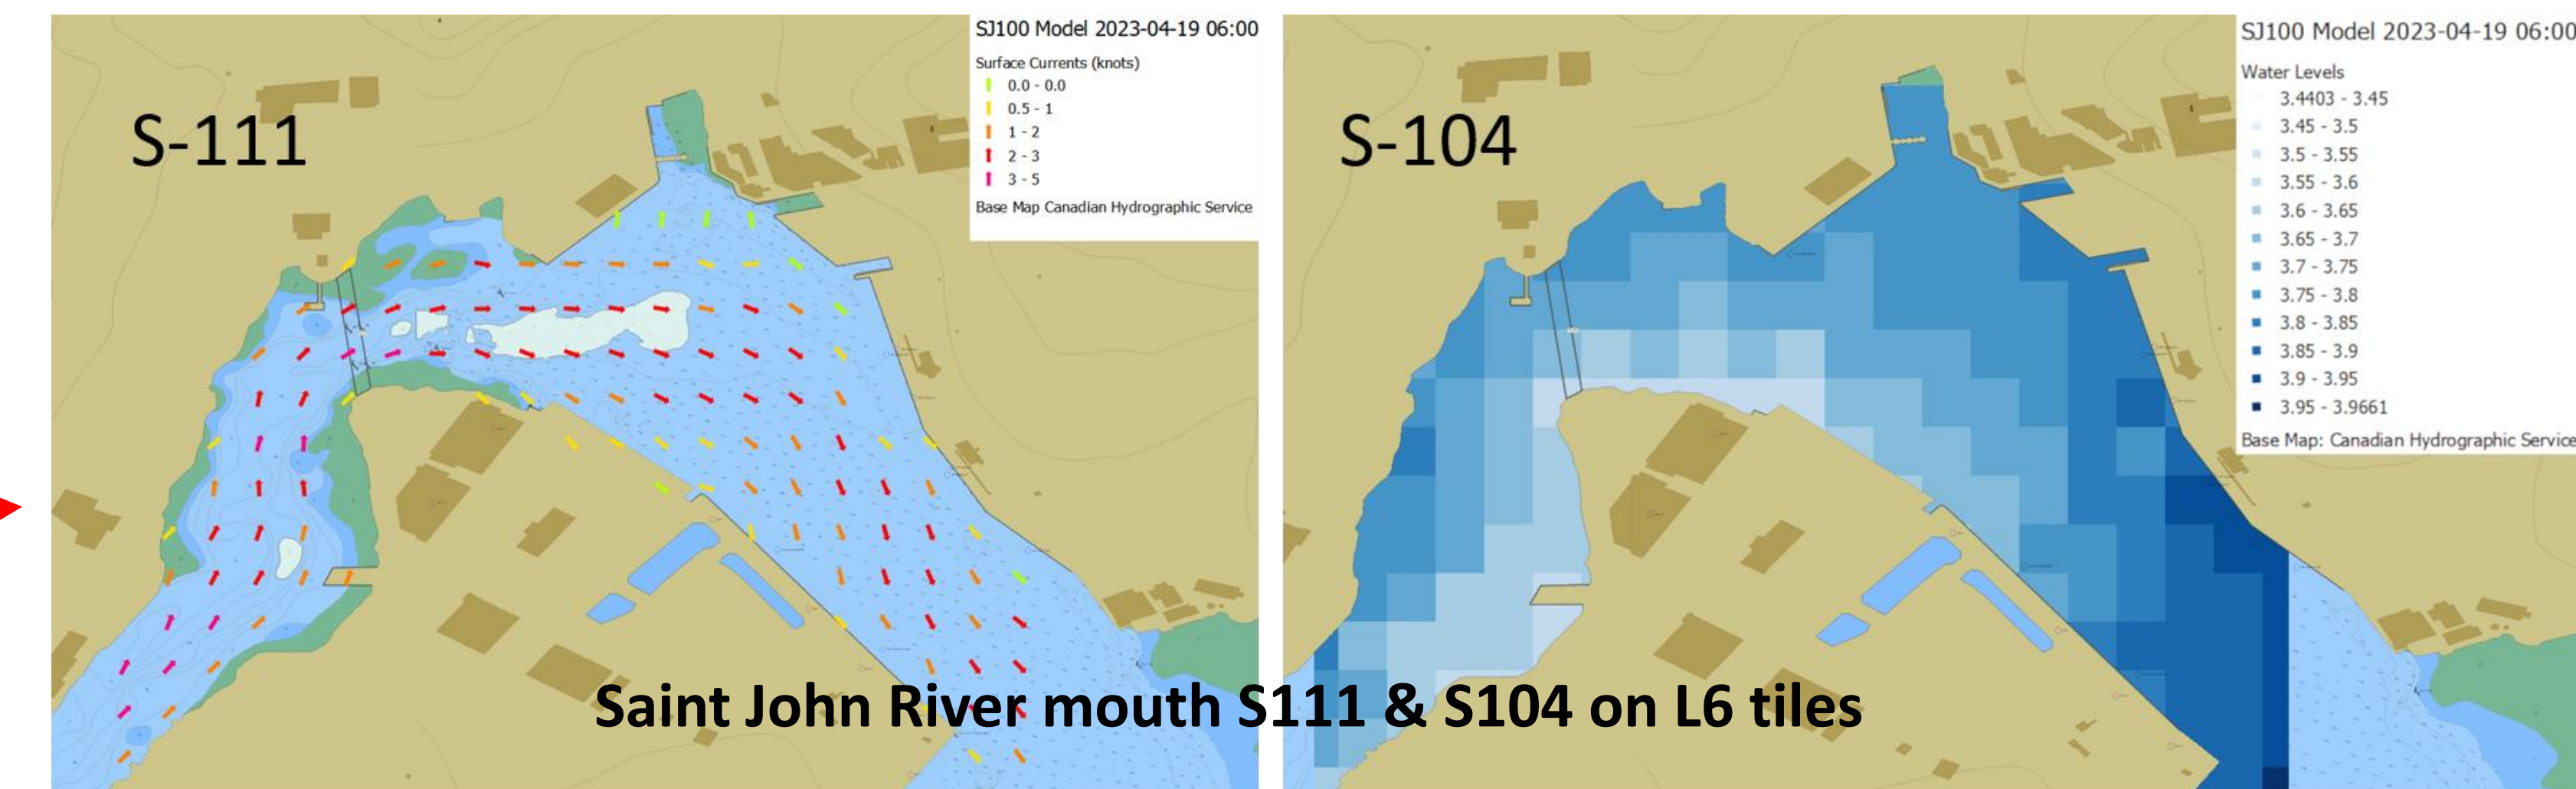 S-111
SJ100 Model 2023-04-19 06:00
Surface Currents (knots)
0.0 - 0.0
0.5 - 1
1 - 2
2 - 3
3 - 5
Base Map Canadian Hydrographic Service
S-104
SJ100 Model 2023-04-19 06:00
Water Levels
3.4403 - 3.45
3.45 - 3.5
3.5 - 3.55
3.55 - 3.6
3.6 - 3.65
3.65 - 3.7
3.7 - 3.75
3.75 - 3.8
3.8 - 3.85
3.85 - 3.9
3.9 - 3.95
3.95 - 3.9661
Base Map: Canadian Hydrographic Service
Saint John River mouth S111 & S104 on L6 tiles